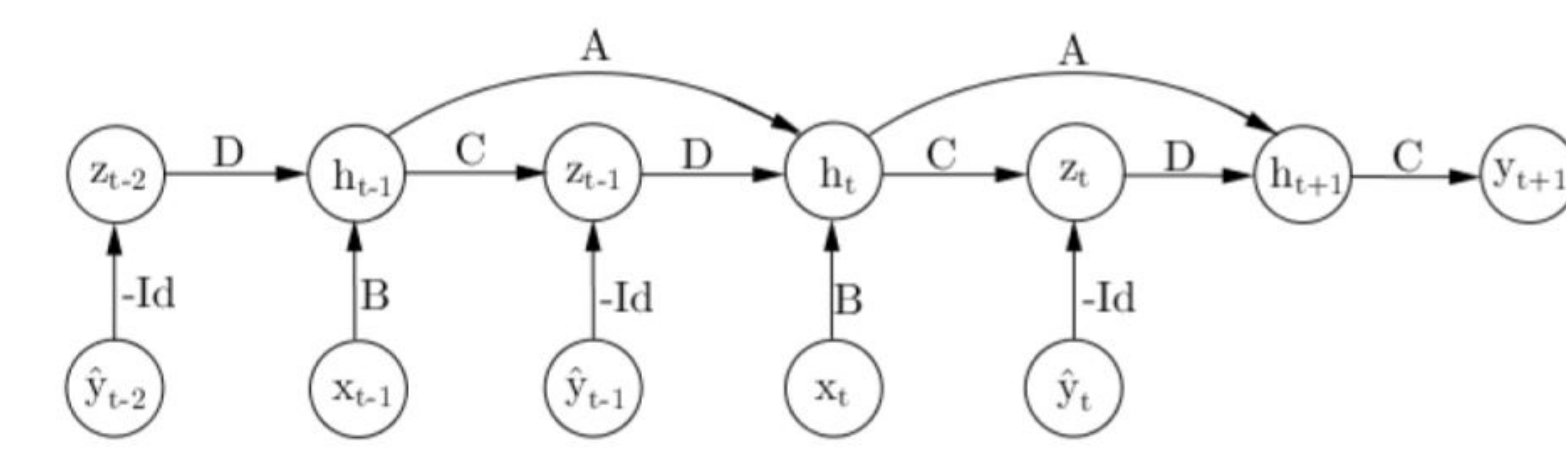 A A
D C D C D C
z_{t-2} h_{t-1} z_{t-1} h_t z_t h_{t+1} y_{t+1}
-Id B -Id B -Id
ŷ_{t-2} x_{t-1} ŷ_{t-1} x_t ŷ_t